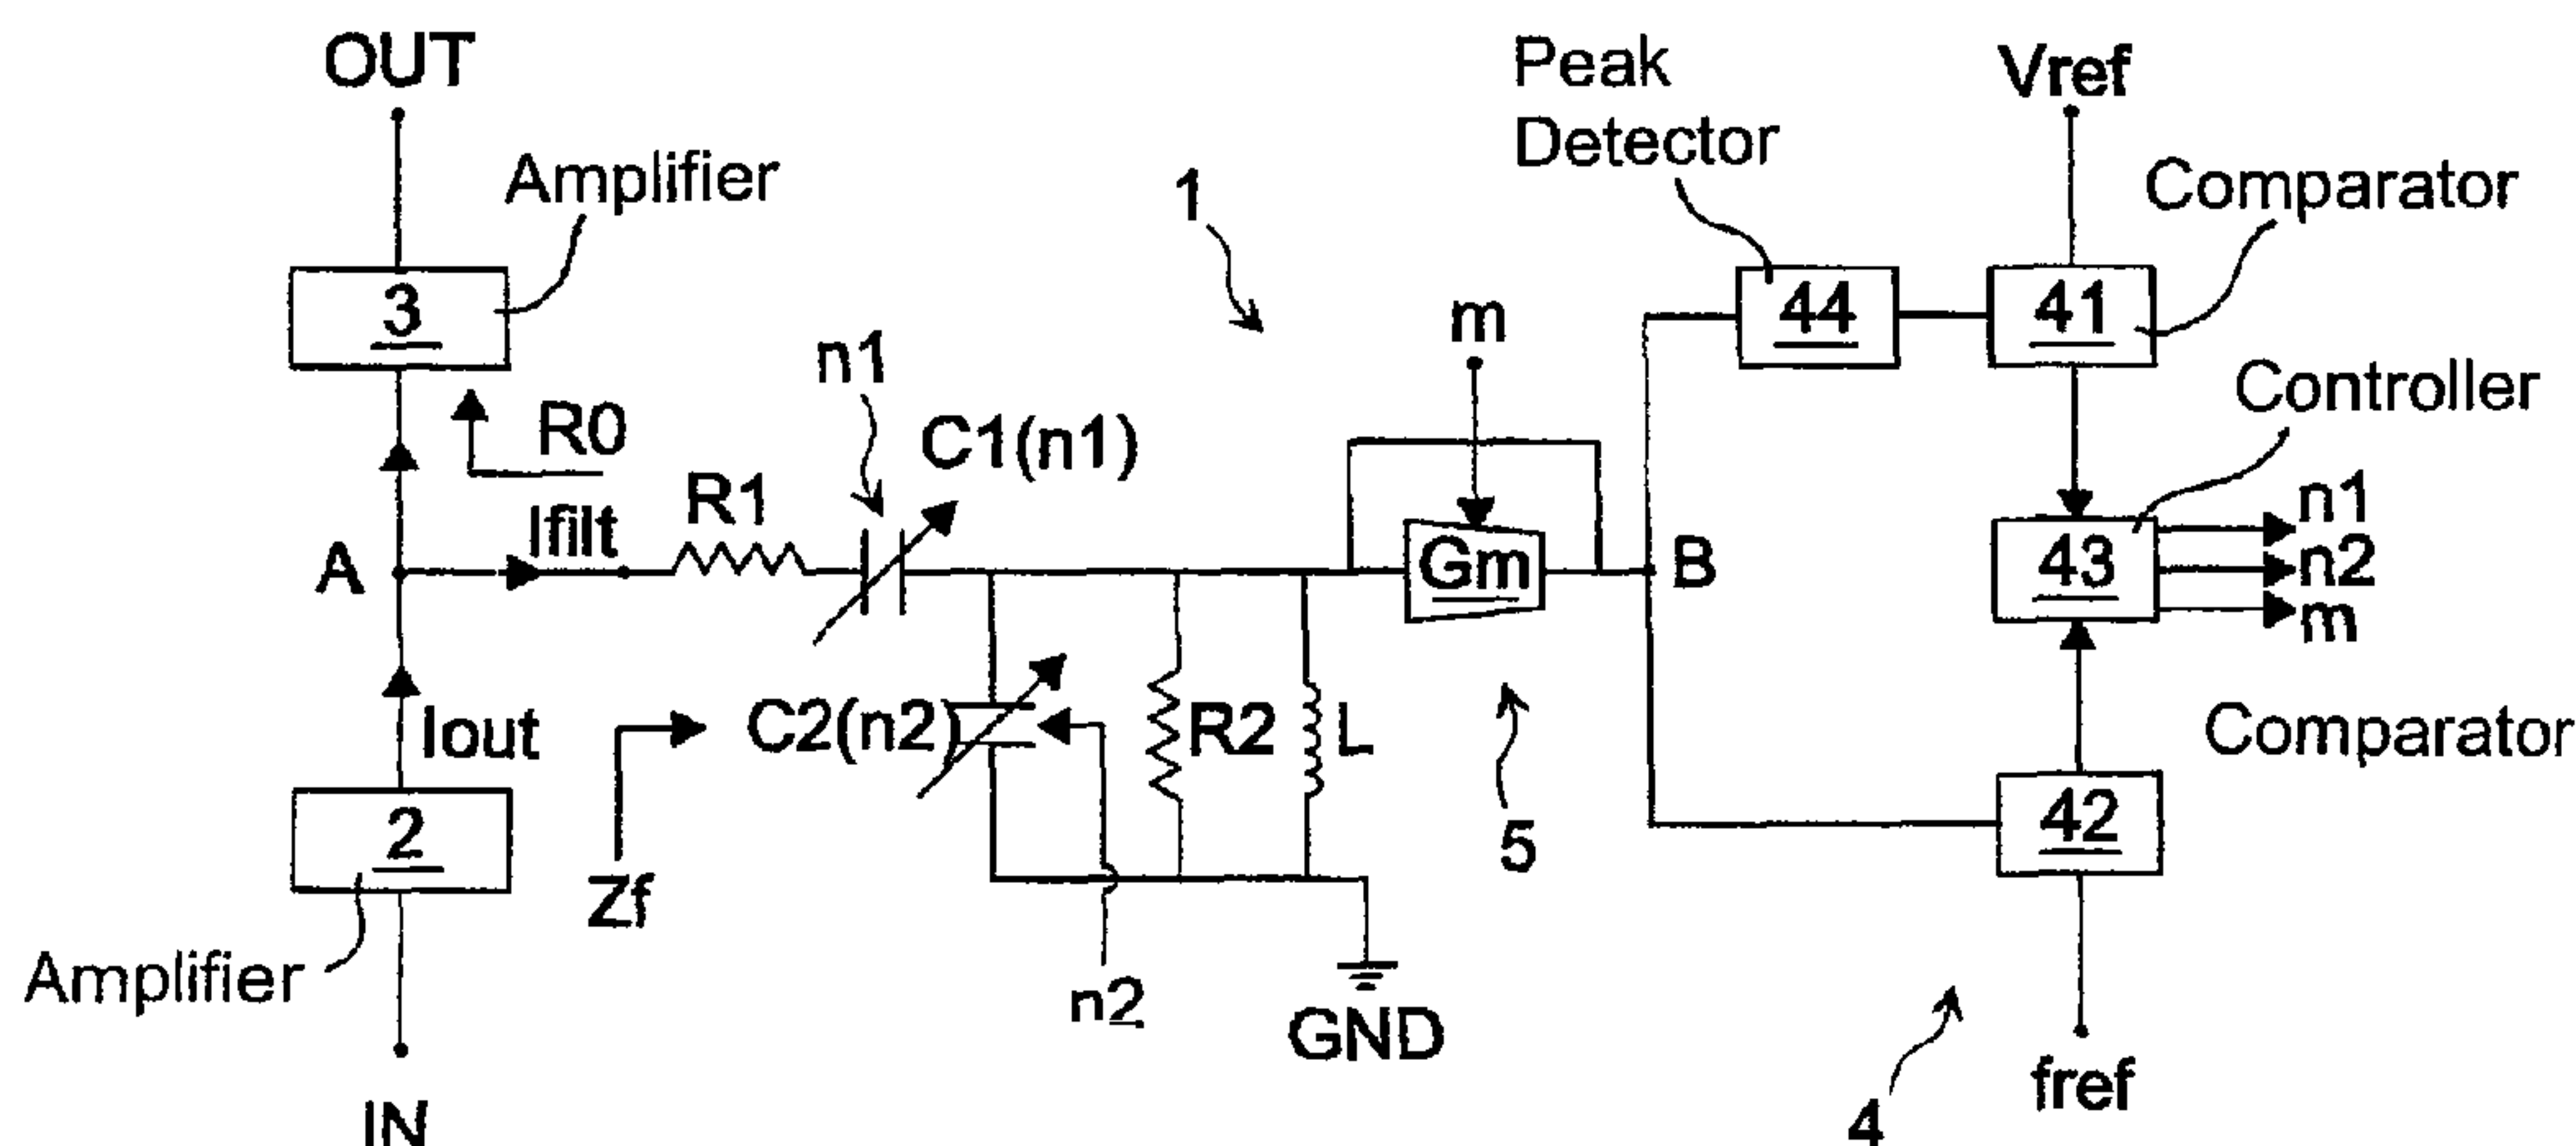 OUT
Peak
Detector
Vref
Amplifier
Comparator
1
3
44
41
m
n1
C1(n1)
Controller
R0
R1
n1
A
Ifilt
Gm
B
43
n2
m
Iout
C2(n2)
R2
L
Comparator
2
5
42
Zf
Amplifier
n2
GND
fref
IN
4